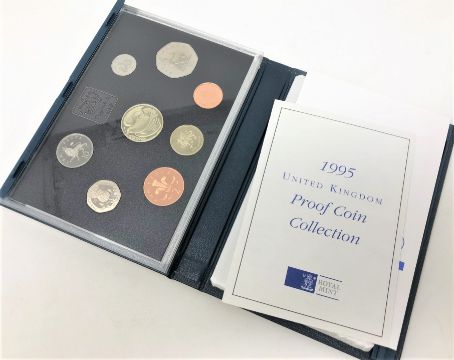 1995
UNITED KINGDOM
Proof Coin
Collection
ROYAL
MINT